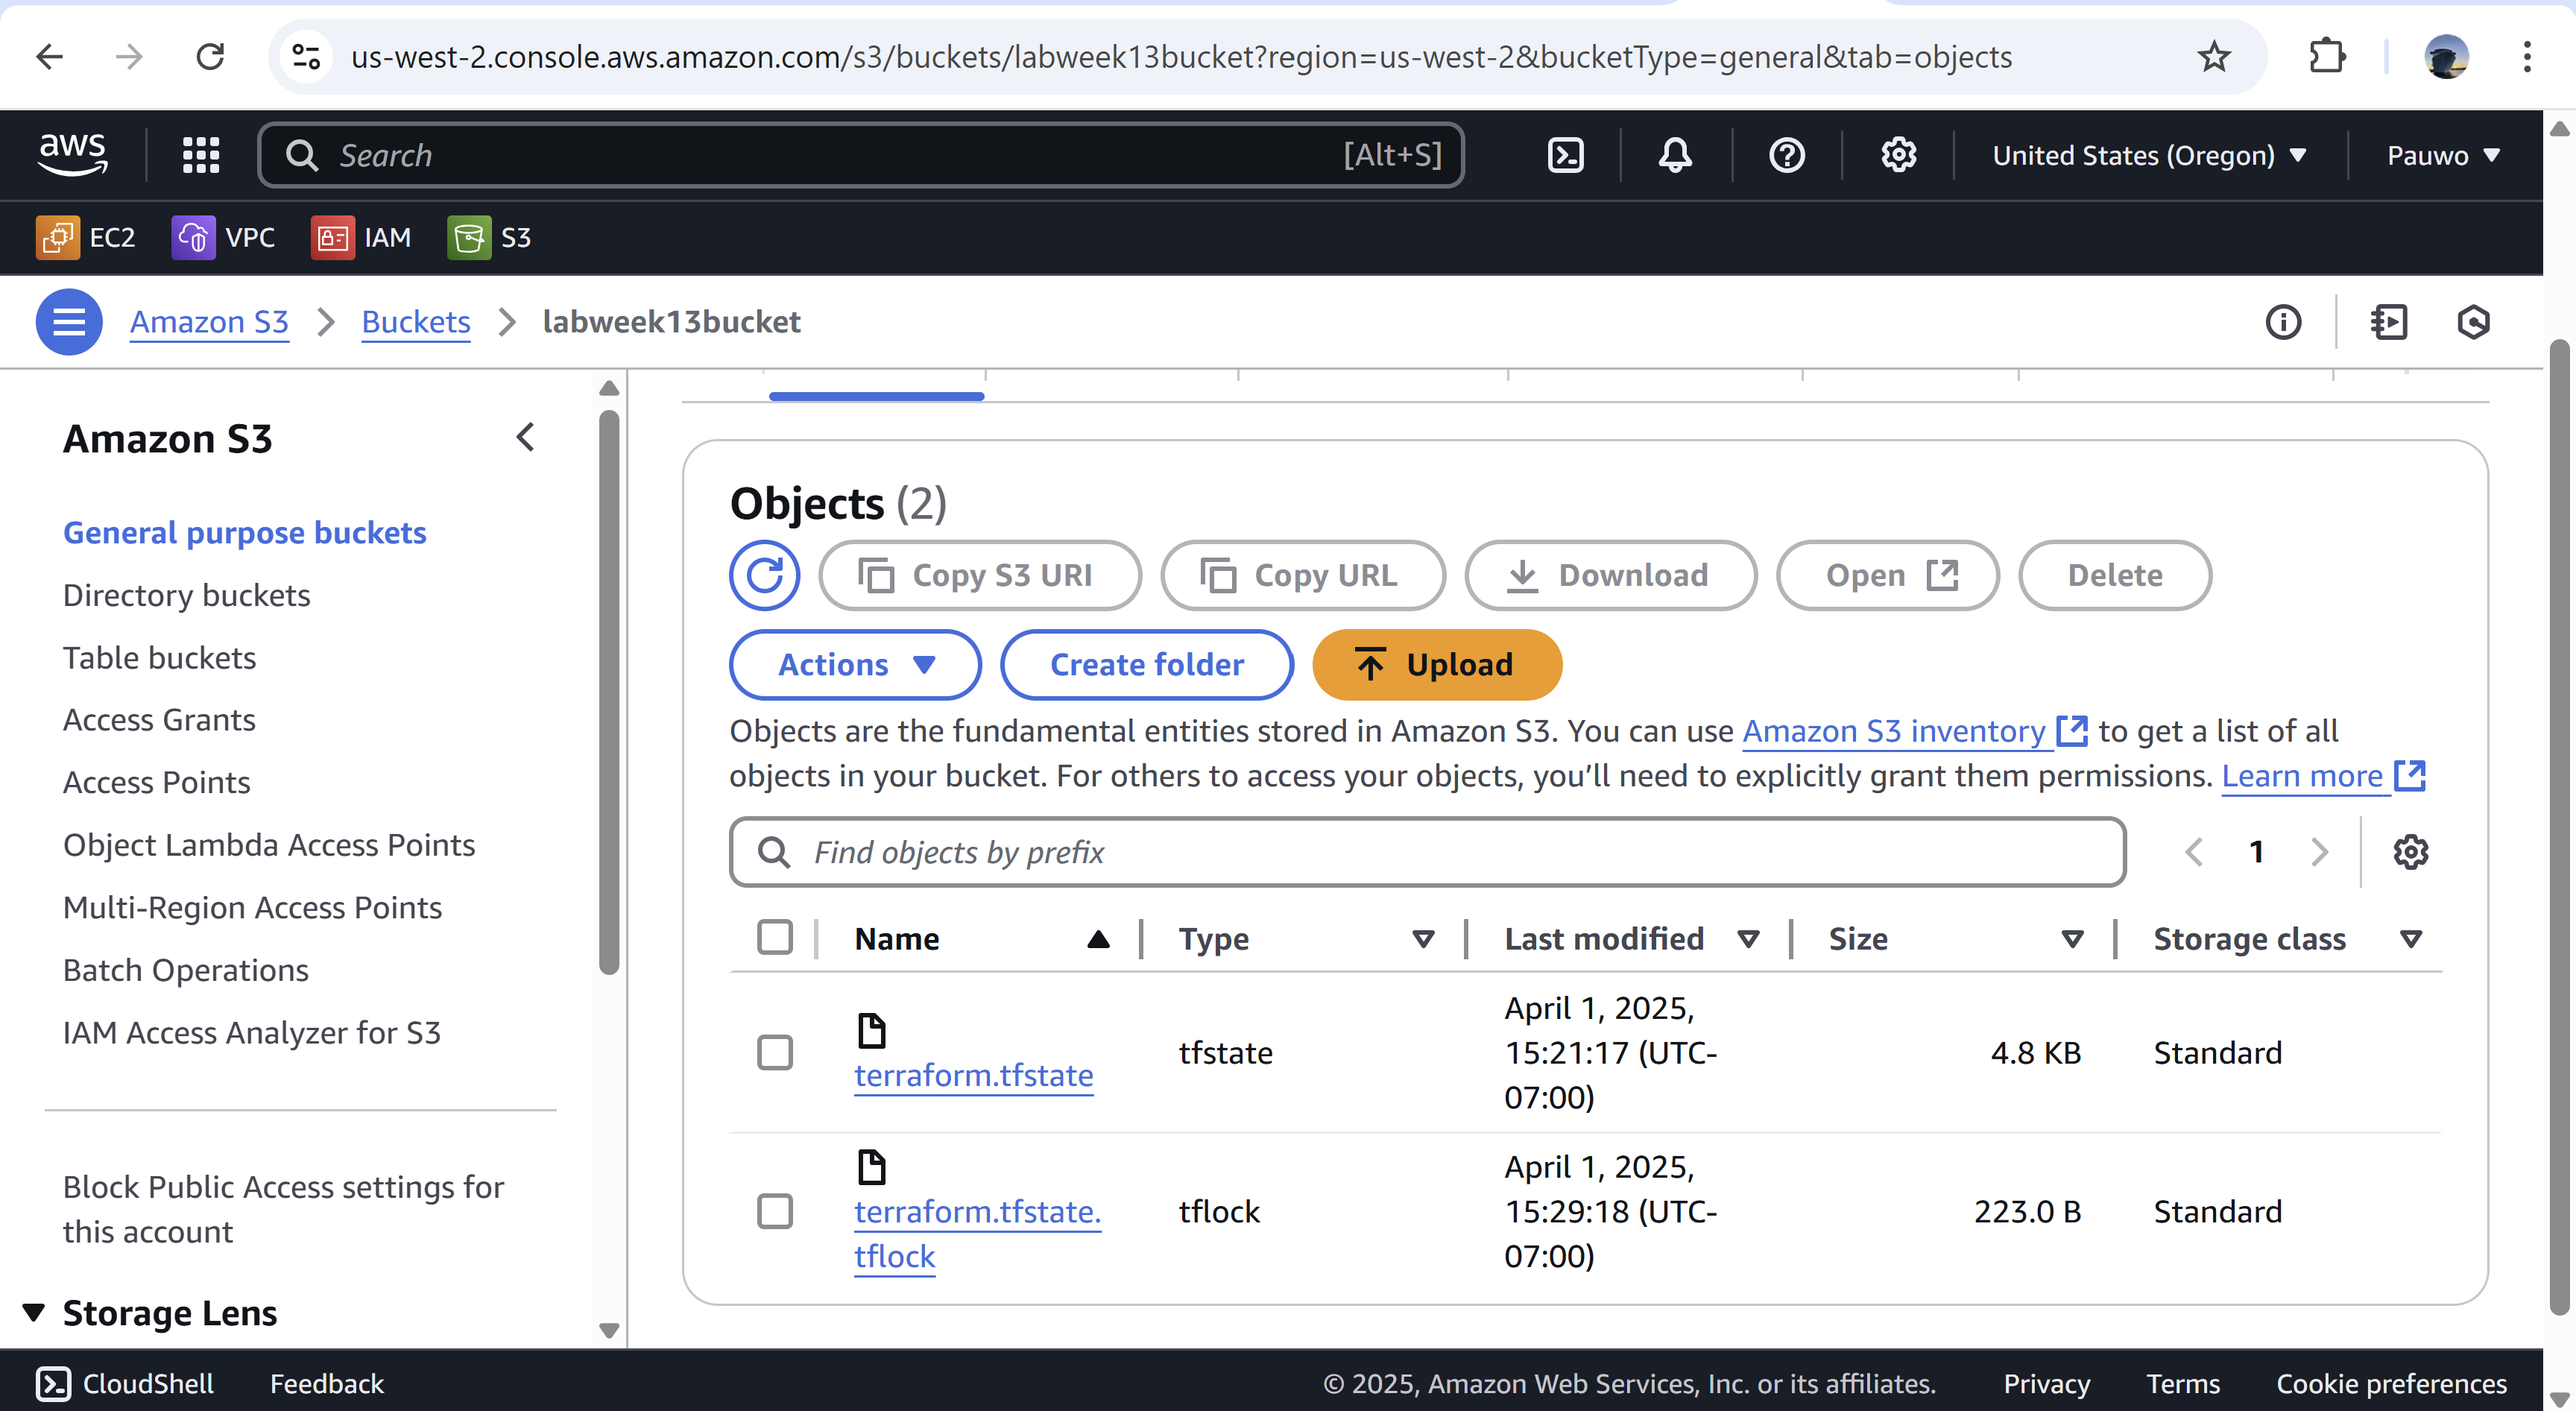 us-west-2.console.aws.amazon.com/s3/buckets/labweek13bucket?region=us-west-2&bucketType=general&tab=objects
aws
Search
[Alt+S]
United States (Oregon)
Pauwo
EC2
VPC
IAM
S3
Amazon S3
Buckets
labweek13bucket
Amazon S3
General purpose buckets
Directory buckets
Table buckets
Access Grants
Access Points
Object Lambda Access Points
Multi-Region Access Points
Batch Operations
IAM Access Analyzer for S3
Block Public Access settings for
this account
Storage Lens
Objects (2)
Copy S3 URI
Copy URL
Download
Open
Delete
Actions
Create folder
Upload
Objects are the fundamental entities stored in Amazon S3. You can use Amazon S3 inventory to get a list of all
objects in your bucket. For others to access your objects, you’ll need to explicitly grant them permissions. Learn more
Find objects by prefix
1
Name
Type
Last modified
Size
Storage class
terraform.tfstate
tfstate
April 1, 2025,
15:21:17 (UTC-
07:00)
4.8 KB
Standard
terraform.tfstate.
tflock
tflock
April 1, 2025,
15:29:18 (UTC-
07:00)
223.0 B
Standard
CloudShell
Feedback
© 2025, Amazon Web Services, Inc. or its affiliates.
Privacy
Terms
Cookie preferences